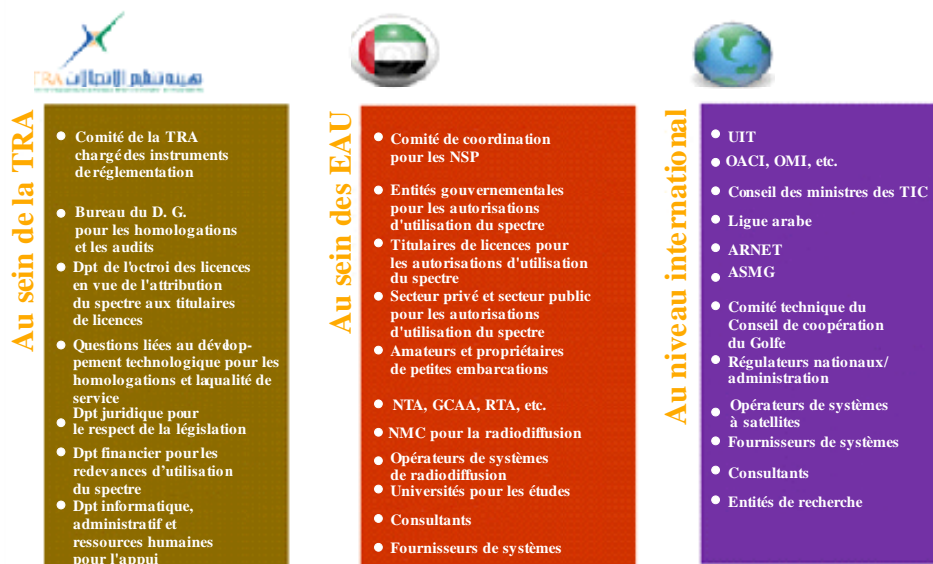 TRA هيئة تنظيم الاتصالات
Au sein de la TRA
Comité de la TRA
chargé des instruments
de réglementation
Bureau du D. G.
pour les homologations
et les audits
Dpt de l'octroi des licences
en vue de l'attribution
du spectre aux titulaires
de licences
Questions liées au dévelop-
pement technologique pour les
homologations et la qualité de
service
Dpt juridique pour
le respect de la législation
Dpt financier pour les
redevances d'utilisation
du spectre
Dpt informatique,
administratif et
ressources humaines
pour l'appui
Au sein des EAU
Comité de coordination
pour les NSP
Entités gouvernementales
pour les autorisations
d'utilisation du spectre
Titulaires de licences pour
les autorisations d'utilisation
du spectre
Secteur privé et secteur public
pour les autorisations
d'utilisation du spectre
Amateurs et propriétaires
de petites embarcations
NTA, GCAA, RTA, etc.
NMC pour la radiodiffusion
Opérateurs de systèmes
de radiodiffusion
Universités pour les études
Consultants
Fournisseurs de systèmes
Au niveau international
UIT
OACI, OMI, etc.
Conseil des ministres des TIC
Ligue arabe
ARNET
ASMG
Comité technique du
Conseil de coopération
du Golfe
Régulateurs nationaux/
administration
Opérateurs de systèmes
à satellites
Fournisseurs de systèmes
Consultants
Entités de recherche